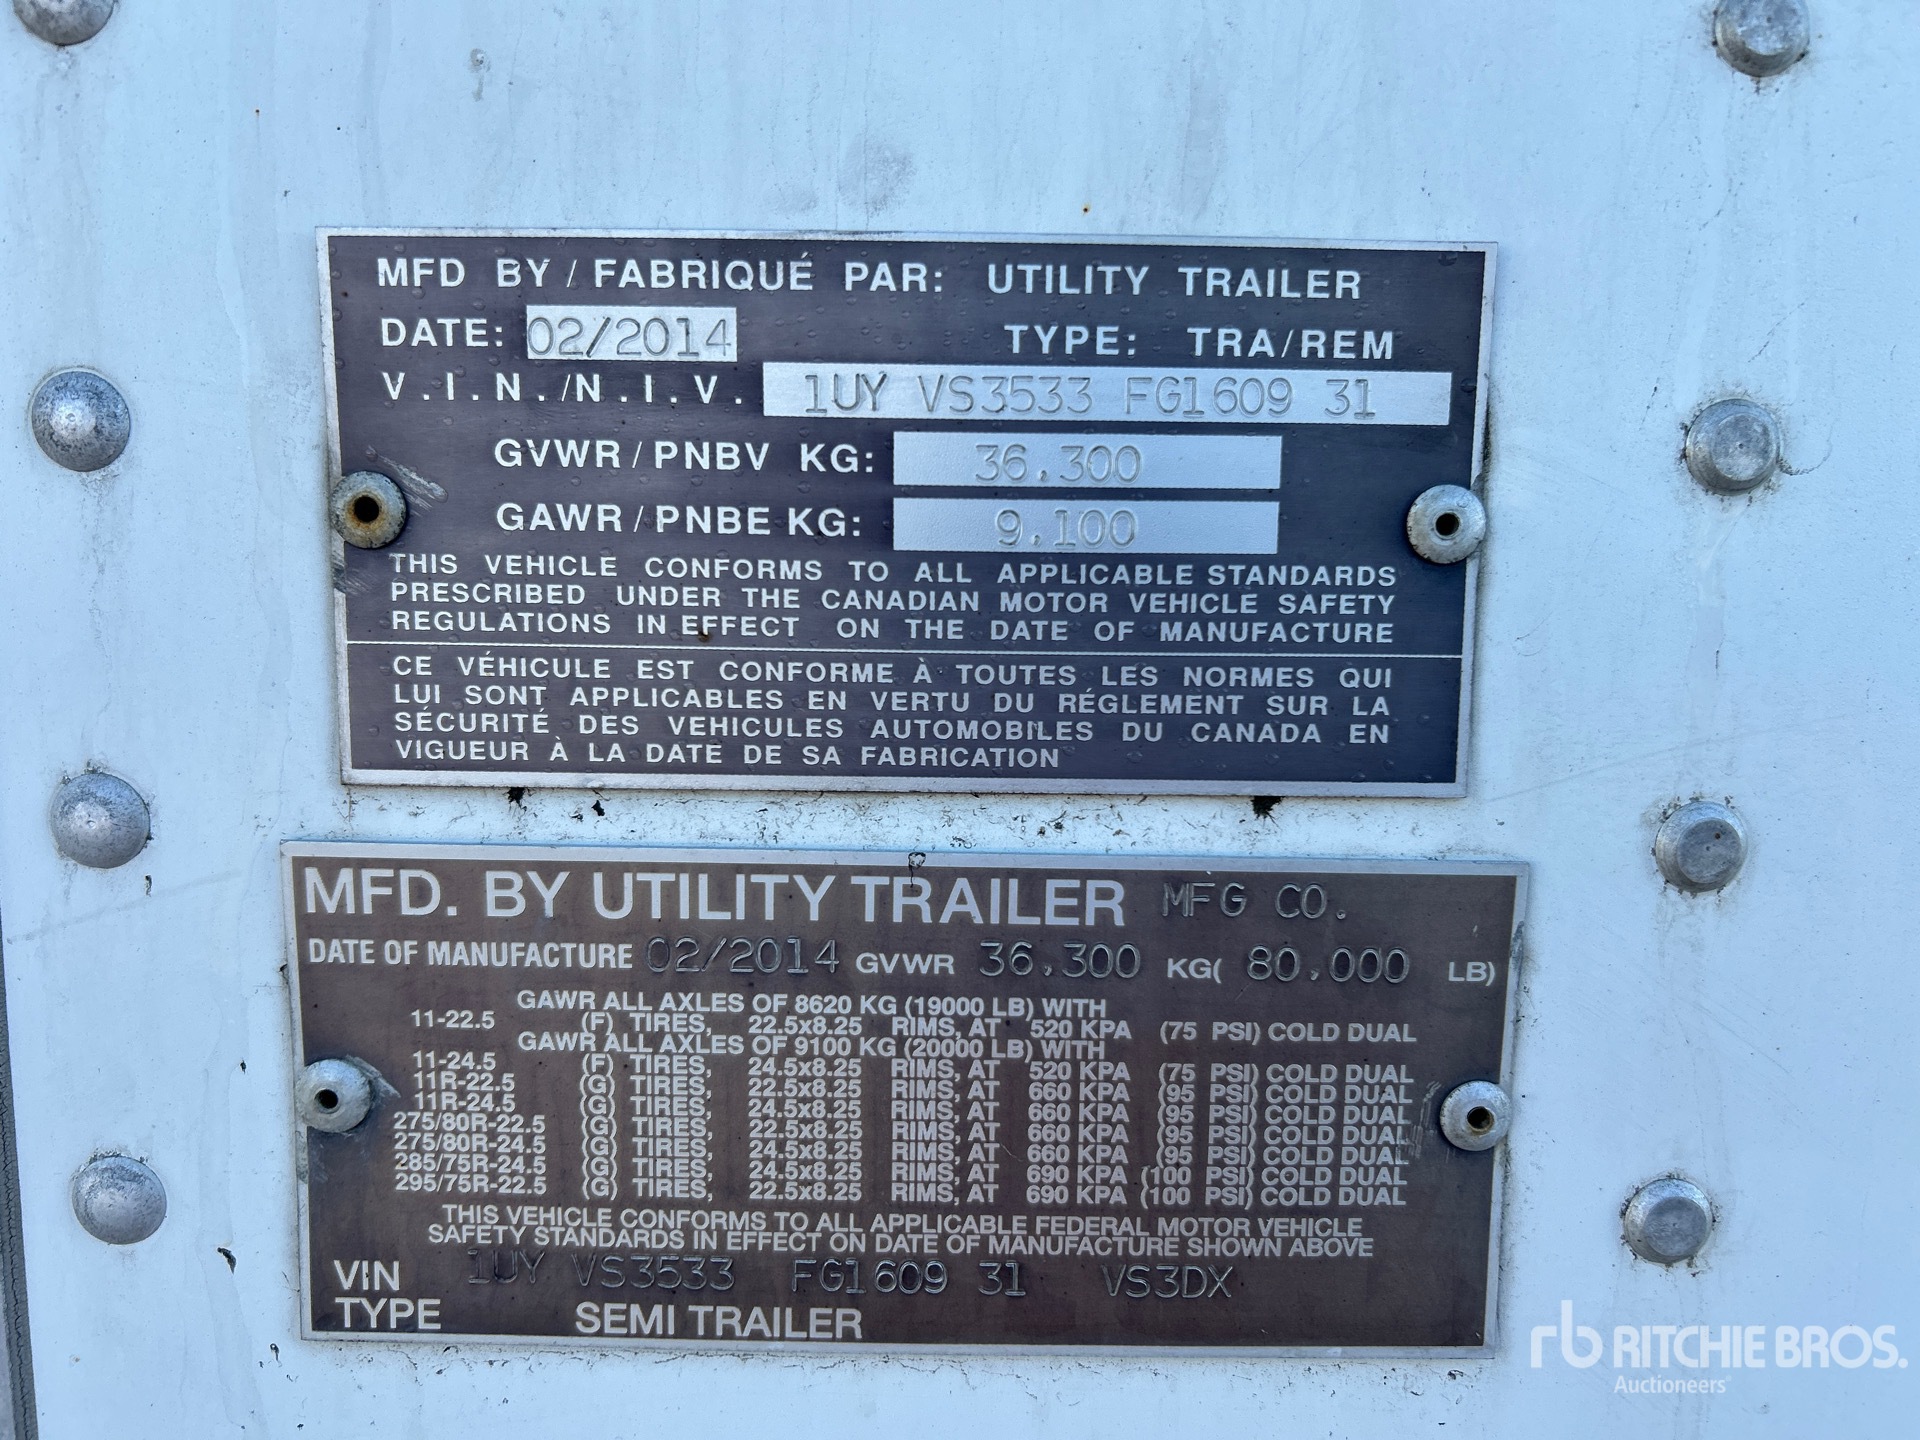 MFD BY / FABRIQUÉ PAR: UTILITY TRAILER
DATE: 02/2014 TYPE: TRA/REM
V.I.N./N.I.V. 1UY VS3533 FG1609 31
GVWR/PNBV KG: 36,300
GAWR/PNBE KG: 9,100
THIS VEHICLE CONFORMS TO ALL APPLICABLE STANDARDS
PRESCRIBED UNDER THE CANADIAN MOTOR VEHICLE SAFETY
REGULATIONS IN EFFECT ON THE DATE OF MANUFACTURE
CE VÉHICULE EST CONFORME À TOUTES LES NORMES QUI
LUI SONT APPLICABLES EN VERTU DU RÉGLEMENT SUR LA
SÉCURITÉ DES VEHICULES AUTOMOBILES DU CANADA EN
VIGUEUR À LA DATE DE SA FABRICATION
MFD. BY UTILITY TRAILER MFG CO.
DATE OF MANUFACTURE 02/2014 GVWR 36,300 KG( 80,000 LB)
GAWR ALL AXLES OF 8620 KG (19000 LB) WITH
11-22.5 (F) TIRES, 22.5x8.25 RIMS, AT 520 KPA (75 PSI) COLD DUAL
GAWR ALL AXLES OF 9100 KG (20000 LB) WITH
11-24.5 (F) TIRES, 24.5x8.25 RIMS, AT 520 KPA (75 PSI) COLD DUAL
11R-22.5 (G) TIRES, 22.5x8.25 RIMS, AT 660 KPA (95 PSI) COLD DUAL
11R-24.5 (G) TIRES, 24.5x8.25 RIMS, AT 660 KPA (95 PSI) COLD DUAL
275/80R-22.5 (G) TIRES, 22.5x8.25 RIMS, AT 660 KPA (95 PSI) COLD DUAL
275/80R-24.5 (G) TIRES, 24.5x8.25 RIMS, AT 660 KPA (95 PSI) COLD DUAL
285/75R-24.5 (G) TIRES, 24.5x8.25 RIMS, AT 690 KPA (100 PSI) COLD DUAL
295/75R-22.5 (G) TIRES, 22.5x8.25 RIMS, AT 690 KPA (100 PSI) COLD DUAL
THIS VEHICLE CONFORMS TO ALL APPLICABLE FEDERAL MOTOR VEHICLE
SAFETY STANDARDS IN EFFECT ON DATE OF MANUFACTURE SHOWN ABOVE
VIN 1UY VS3533 FG1609 31 VS3DX
TYPE SEMI TRAILER
rb RITCHIE BROS.
Auctioneers